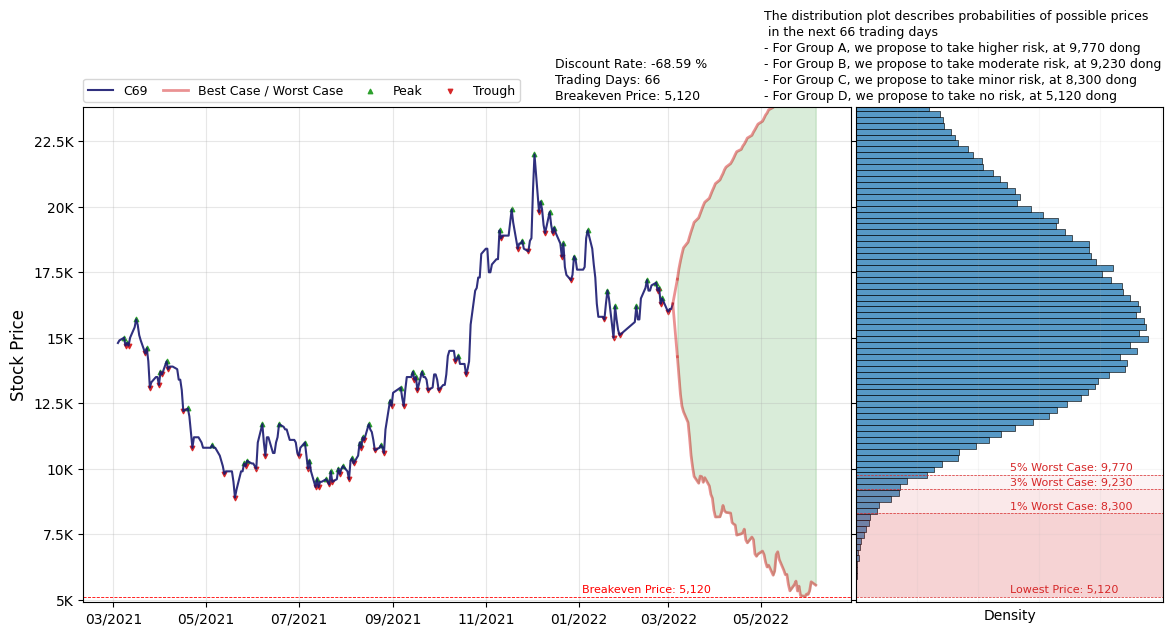 The distribution plot describes probabilities of possible prices
in the next 66 trading days
- For Group A, we propose to take higher risk, at 9,770 dong
- For Group B, we propose to take moderate risk, at 9,230 dong
- For Group C, we propose to take minor risk, at 8,300 dong
- For Group D, we propose to take no risk, at 5,120 dong
Discount Rate: -68.59 %
Trading Days: 66
Breakeven Price: 5,120
C69
Best Case / Worst Case
Peak
Trough
Stock Price
22.5K
20K
17.5K
15K
12.5K
10K
7.5K
5K
03/2021
05/2021
07/2021
09/2021
11/2021
01/2022
03/2022
05/2022
Breakeven Price: 5,120
5% Worst Case: 9,770
3% Worst Case: 9,230
1% Worst Case: 8,300
Lowest Price: 5,120
Density